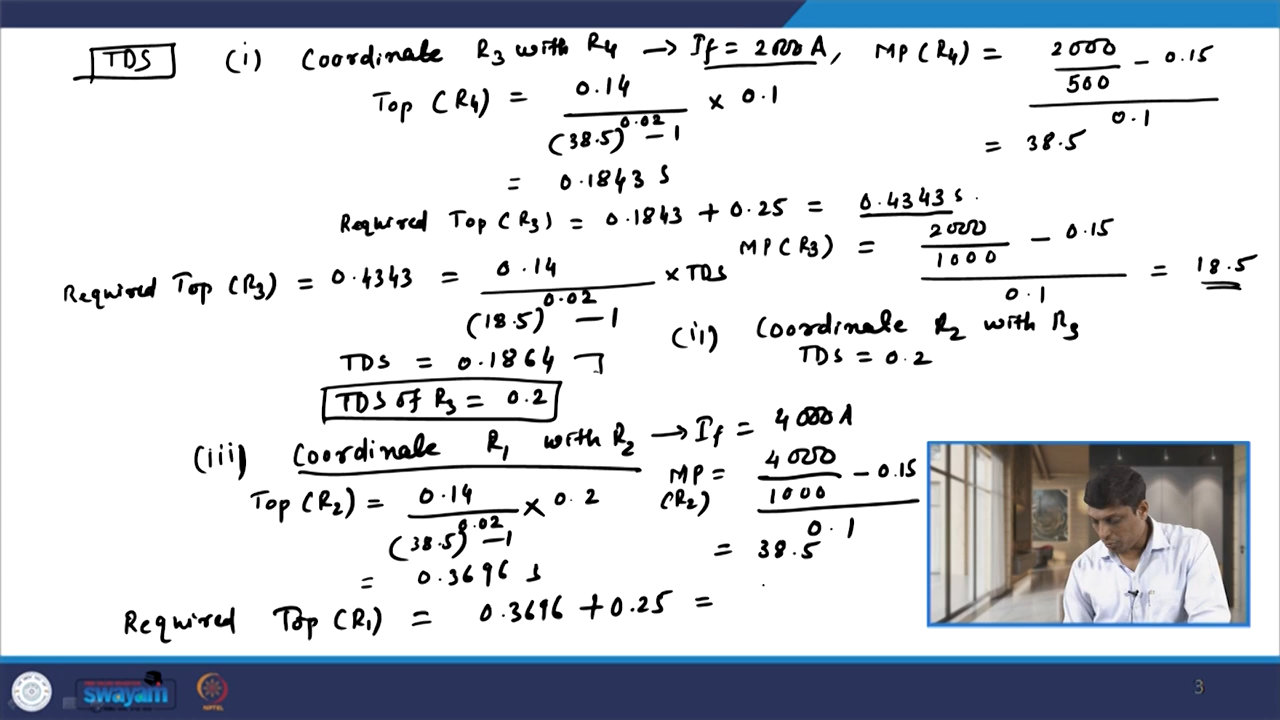 TDS (i) Coordinate R3 with R4 → If = 2000 A, MP (R4) = 2000/500 − 0.15 / 0.1
Top (R4) = 0.14 / (38.5)^0.02 − 1 × 0.1
= 38.5
= 0.1843 s
Required Top (R3) = 0.1843 + 0.25 = 0.4343 s.
MP (R3) = 2000/1000 − 0.15 / 0.1 = 18.5
Required Top (R3) = 0.4343 = 0.14 / (18.5)^0.02 − 1 × TDS
TDS = 0.1864
(ii) Coordinate R2 with R3
TDS = 0.2
TDS of R3 = 0.2
(iii) Coordinate R1 with R2 → If = 4000 A
Top (R2) = 0.14 / (38.5)^0.02 − 1 × 0.2
MP (R2) = 4000/1000 − 0.15 / 0.1
= 38.5
= 0.3696 s
Required Top (R1) = 0.3696 + 0.25 =
swayam
NPTEL
3